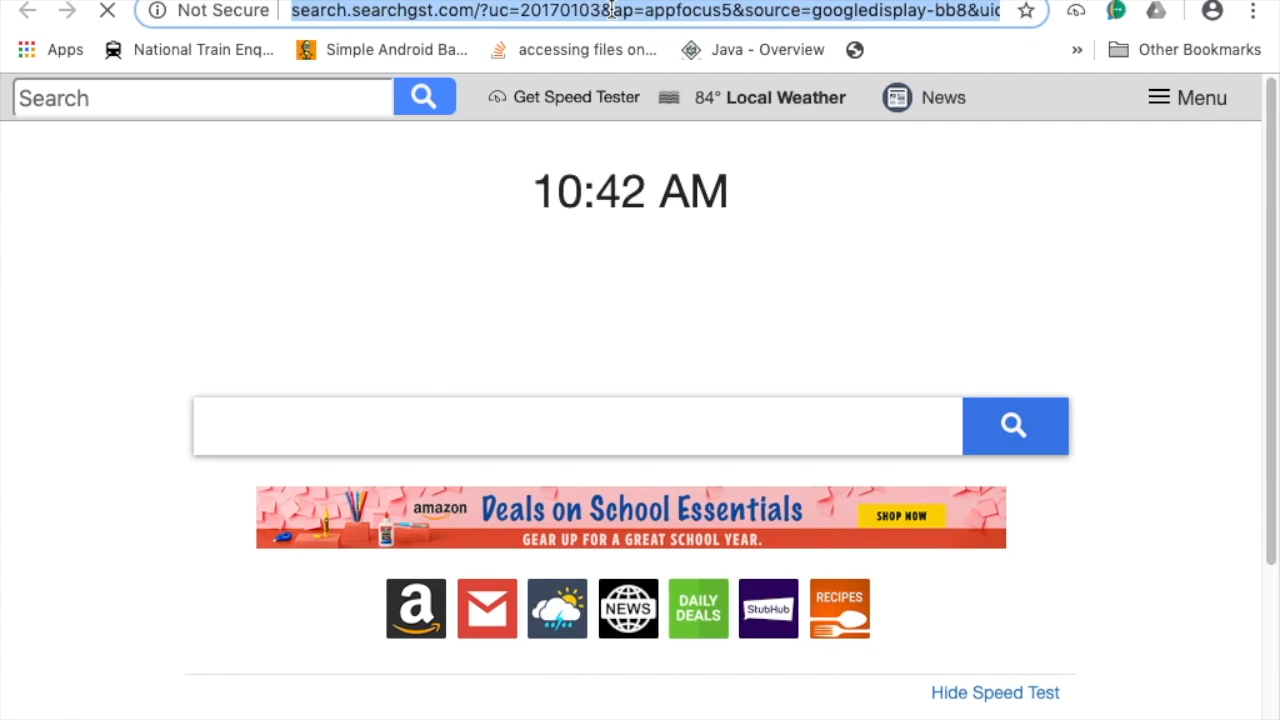 Not Secure search.searchgst.com/?uc=20170103&ap=appfocus5&source=googledisplay-bb8&uid
Apps National Train Enq... Simple Android Ba... accessing files on... Java - Overview » Other Bookmarks
Search Get Speed Tester 84° Local Weather News Menu
10:42 AM
amazon Deals on School Essentials SHOP NOW
GEAR UP FOR A GREAT SCHOOL YEAR.
a NEWS DAILY DEALS StubHub RECIPES
Hide Speed Test